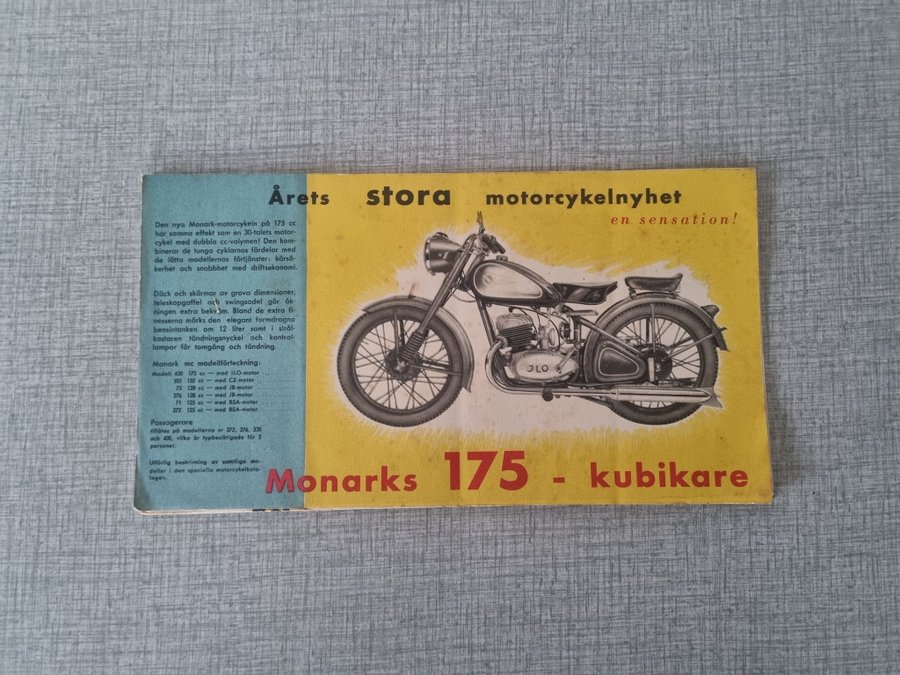 Årets stora motorcykelnyhet
en sensation!
Den nya Monark-motorcykeln på 175 cc
har samma effekt som en 30-talets motor-
cykel med dubbla cc-volymen! Den kom-
binerar de tunga cyklarnas fördelar med
de lätta modellernas förtjänster: körsä-
kerhet och snabbhet med driftsekonomi.
Däck och skärmar av grova dimensioner,
teleskopgaffel och swingsadel gör åk-
ningen extra bekväm. Bland de extra fi-
nesserna märks den elegant formdragna
bensintanken om 12 liter samt i strål-
kastaren tändningsnyckel och kontrol-
lampor för tomgång och tändning.
Monark mc modellförteckning:
Modell 430 175 cc — med ILO-motor
150 cc — med CZ-motor
75 128 cc — med JB-motor
276 128 cc — med JB-motor
71 125 cc — med BSA-motor
272 125 cc — med BSA-motor
Passagerare
tillåtes på modellerna nr 272, 276,
och vilka är typbesiktigade för 2
personer.
Utförlig beskrivning av samtliga mo-
deller i den speciella motorcykelkata-
logen.
JLO
Monarks 175 - kubikare